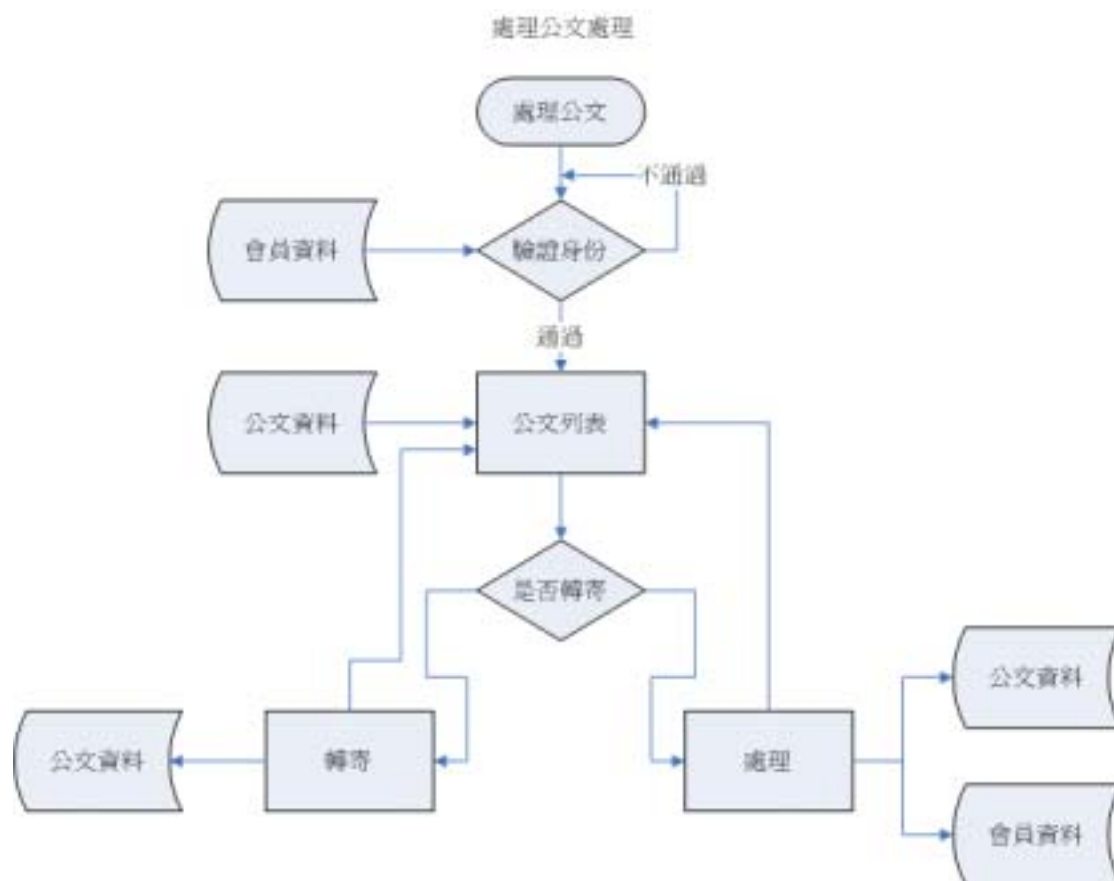 處理公文處理
處理公文
不通過
會員資料
驗證身份
通過
公文資料
公文列表
是否轉寄
公文資料
公文資料
轉寄
處理
會員資料